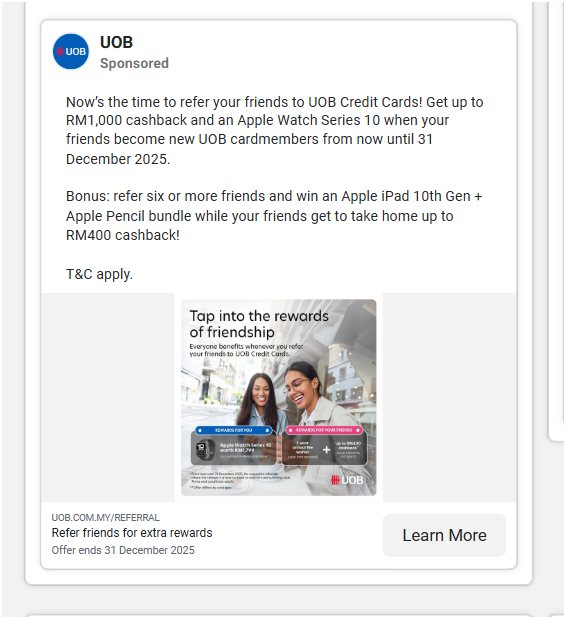 UOB
UOB
Sponsored
Now's the time to refer your friends to UOB Credit Cards! Get up to
RM1,000 cashback and an Apple Watch Series 10 when your
friends become new UOB cardmembers from now until 31
December 2025.
Bonus: refer six or more friends and win an Apple iPad 10th Gen +
Apple Pencil bundle while your friends get to take home up to
RM400 cashback!
T&C apply.
Tap into the rewards
of friendship
Everyone benefits whenever you refer
your friends to UOB Credit Cards.
REWARDS FOR YOU
REWARDS FOR YOUR FRIENDS
Apple Watch Series 10
worth RM1,799
1-year
annual fee
waiver
+
Up to RM400
cashback
UOB
UOB.COM.MY/REFERRAL
Refer friends for extra rewards
Offer ends 31 December 2025
Learn More